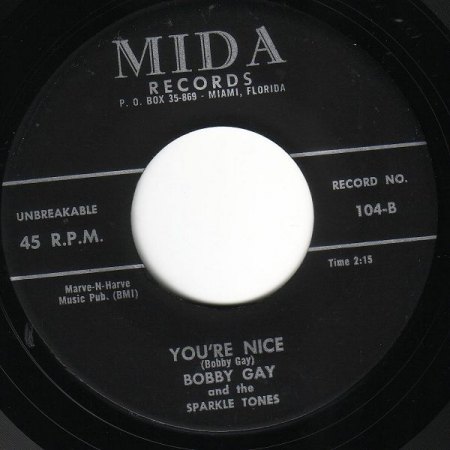 MIDA
RECORDS
P. O. BOX 35-869 - MIAMI, FLORIDA
UNBREAKABLE
45 R.P.M.
RECORD NO.
104-B
Marve-N-Harve
Music Pub. (BMI)
Time 2:15
YOU'RE NICE
(Bobby Gay)
BOBBY GAY
and the
SPARKLE TONES